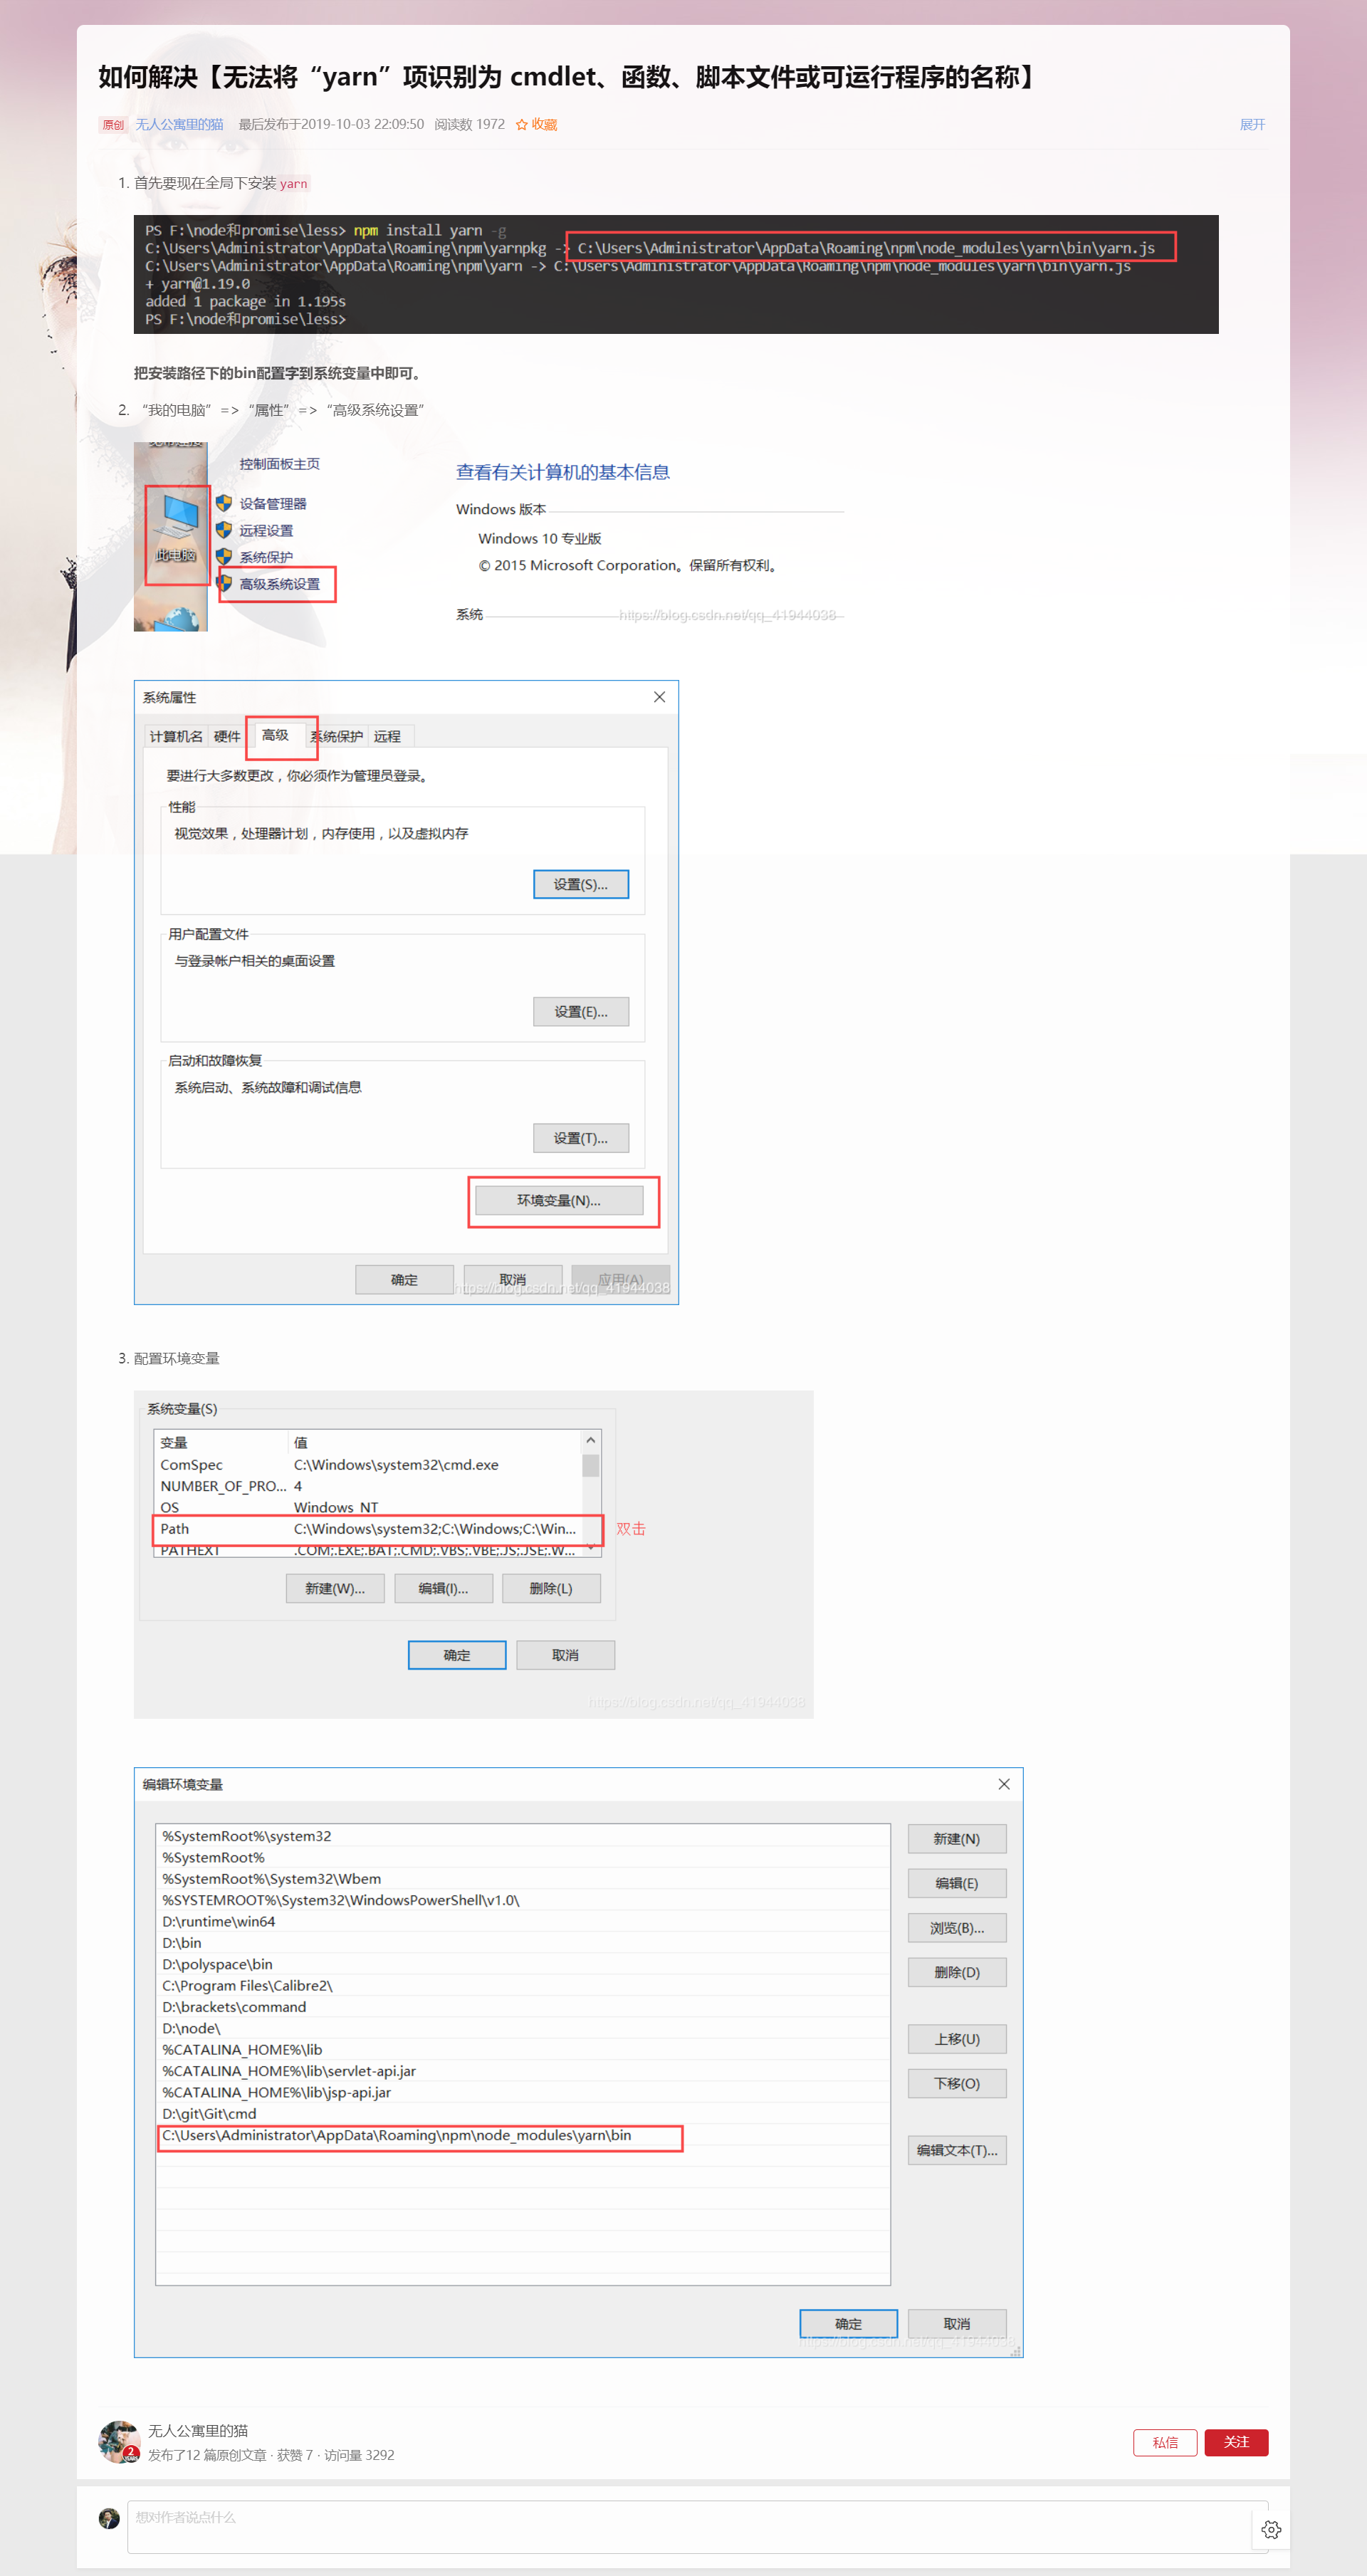 如何解决【无法将“yarn”项识别为 cmdlet、函数、脚本文件或可运行程序的名称】
原创 无人公寓里的猫 最后发布于2019-10-03 22:09:50 阅读数 1972 收藏 展开
1. 首先要现在全局下安装 yarn
PS F:\node和promise\less> npm install yarn -g
C:\Users\Administrator\AppData\Roaming\npm\yarnpkg -> C:\Users\Administrator\AppData\Roaming\npm\node_modules\yarn\bin\yarn.js
C:\Users\Administrator\AppData\Roaming\npm\yarn -> C:\Users\Administrator\AppData\Roaming\npm\node_modules\yarn\bin\yarn.js
+ yarn@1.19.0
added 1 package in 1.195s
PS F:\node和promise\less>
把安装路径下的bin配置字到系统变量中即可。
2. “我的电脑” => “属性” => “高级系统设置”
此电脑
控制面板主页
设备管理器
远程设置
系统保护
高级系统设置
查看有关计算机的基本信息
Windows 版本
Windows 10 专业版
© 2015 Microsoft Corporation。保留所有权利。
系统
https://blog.csdn.net/qq_41944038
系统属性
计算机名 硬件 高级 系统保护 远程
要进行大多数更改，你必须作为管理员登录。
性能
视觉效果，处理器计划，内存使用，以及虚拟内存
设置(S)...
用户配置文件
与登录帐户相关的桌面设置
设置(E)...
启动和故障恢复
系统启动、系统故障和调试信息
设置(T)...
环境变量(N)...
确定 取消 应用(A)
https://blog.csdn.net/qq_41944038
3. 配置环境变量
系统变量(S)
变量 值
ComSpec C:\Windows\system32\cmd.exe
NUMBER_OF_PRO... 4
OS Windows_NT
Path C:\Windows\system32;C:\Windows;C:\Win... 双击
PATHEXT .COM;.EXE;.BAT;.CMD;.VBS;.VBE;.JS;.JSE;.W...
新建(W)... 编辑(I)... 删除(L)
确定 取消
https://blog.csdn.net/qq_41944038
编辑环境变量
%SystemRoot%\system32
%SystemRoot%
%SystemRoot%\System32\Wbem
%SYSTEMROOT%\System32\WindowsPowerShell\v1.0\
D:\runtime\win64
D:\bin
D:\polyspace\bin
C:\Program Files\Calibre2\
D:\brackets\command
D:\node\
%CATALINA_HOME%\lib
%CATALINA_HOME%\lib\servlet-api.jar
%CATALINA_HOME%\lib\jsp-api.jar
D:\git\Git\cmd
C:\Users\Administrator\AppData\Roaming\npm\node_modules\yarn\bin
新建(N)
编辑(E)
浏览(B)...
删除(D)
上移(U)
下移(O)
编辑文本(T)...
确定 取消
https://blog.csdn.net/qq_41944038
无人公寓里的猫
发布了12 篇原创文章 · 获赞 7 · 访问量 3292
私信 关注
想对作者说点什么